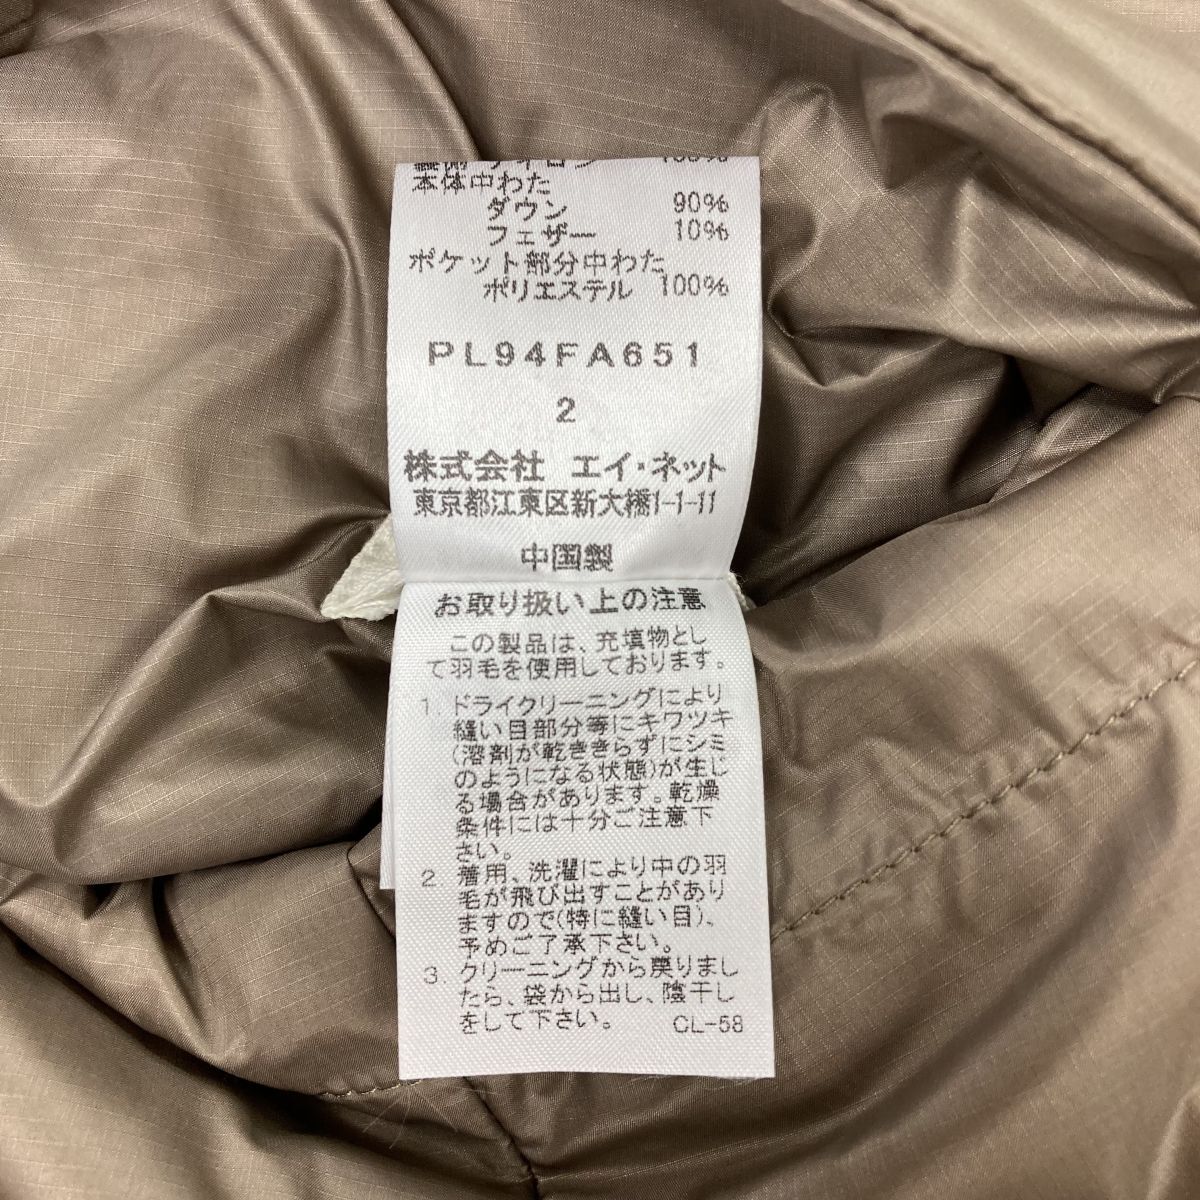 本体中わた
ダウン 90%
フェザー 10%
ポケット部分中わた
ポリエステル 100%
PL94FA651
2
株式会社 エイ・ネット
東京都江東区新大橋1-1-11
中国製
お取り扱い上の注意
この製品は、充填物とし
て羽毛を使用しております。
1. ドライクリーニングにより
縫い目部分等にキワツキ
(溶剤が乾ききらずにシミ
のようになる状態)が生じ
る場合があります。乾燥
条件には十分ご注意下
さい。
2. 着用、洗濯により中の羽
毛が飛び出すことがあり
ますので(特に縫い目)、
予めご了承下さい。
3. クリーニングから戻りまし
たら、袋から出し、陰干し
をして下さい。 CL-58